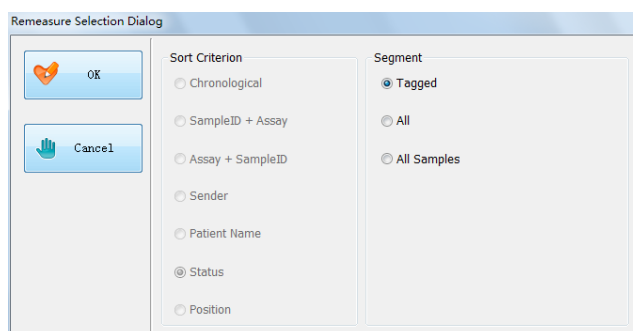 Remeasure Selection Dialog
OK
Cancel
Sort Criterion
Chronological
SampleID + Assay
Assay + SampleID
Sender
Patient Name
Status
Position
Segment
Tagged
All
All Samples